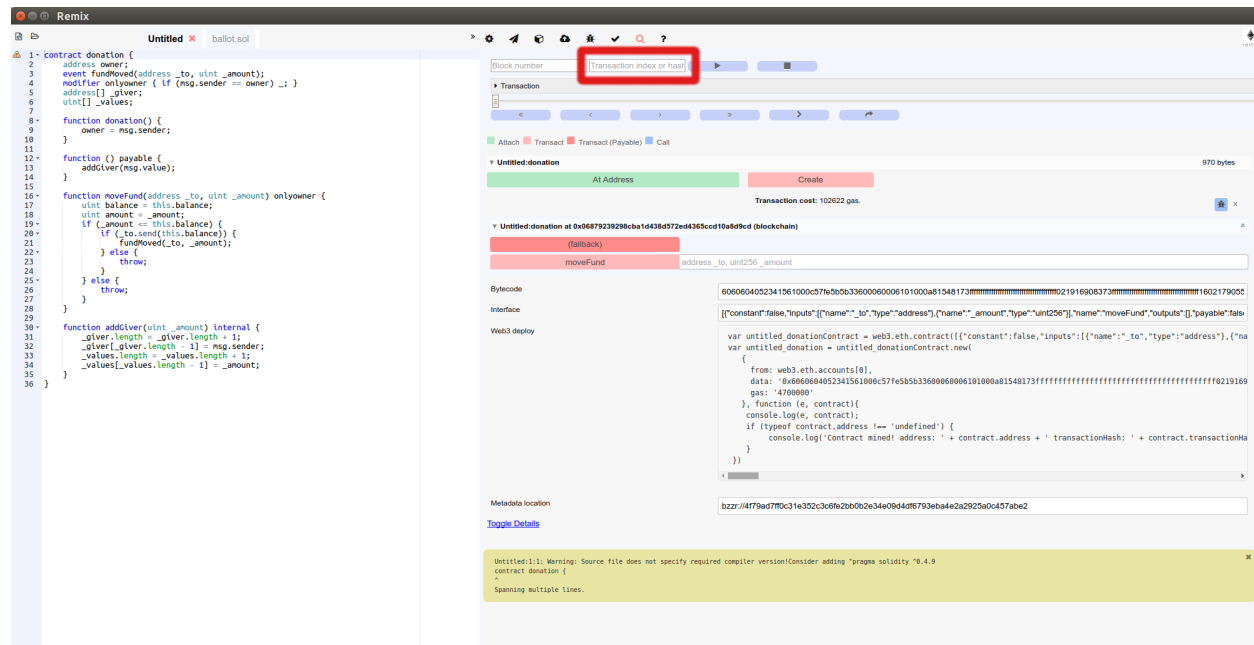 Remix
Untitled ✖ ballot.sol » ?
1 contract donation {
2 address owner;
3 event fundMoved(address _to, uint _amount);
4 modifier onlyowner { if (msg.sender == owner) _; }
5 address[] _giver;
6 uint[] _values;
7
8 function donation() {
9 owner = msg.sender;
10 }
11
12 function () payable {
13 addGiver(msg.value);
14 }
15
16 function moveFund(address _to, uint _amount) onlyowner {
17 uint balance = this.balance;
18 uint amount = _amount;
19 if (_amount <= this.balance) {
20 if (_to.send(this.balance)) {
21 fundMoved(_to, _amount);
22 } else {
23 throw;
24 }
25 } else {
26 throw;
27 }
28 }
29
30 function addGiver(uint _amount) internal {
31 _giver.length = _giver.length + 1;
32 _giver[_giver.length - 1] = msg.sender;
33 _values.length = _values.length + 1;
34 _values[_values.length - 1] = _amount;
35 }
36 }
Block number Transaction index or hash
Transaction
« ‹ › »
Attach Transact Transact (Payable) Call
Untitled:donation 970 bytes
At Address Create
Transaction cost: 102622 gas.
Untitled:donation at 0x06879239298cba1d438d572ed4365ccd10a8d9cd (blockchain) ×
(fallback)
moveFund address _to, uint256 _amount
Bytecode
Interface [{"constant":false,"inputs":[{"name":"_to","type":"address"},{"name":"_amount","type":"uint256"}],"name":"moveFund","outputs":[],"payable":false
Web3 deploy var untitled_donationContract = web3.eth.contract([{"constant":false,"inputs":[{"name":"_to","type":"address"},{"na
var untitled_donation = untitled_donationContract.new(
{
from: web3.eth.accounts[0],
gas: '4700000'
}, function (e, contract){
console.log(e, contract);
if (typeof contract.address !== 'undefined') {
console.log('Contract mined! address: ' + contract.address + ' transactionHash: ' + contract.transactionHa
}
})
Metadata location bzzr://4f79ad7ff0c31e352c3c6fe2bb0b2e34e09d4df6793eba4e2a2925a0c457abe2
Toggle Details
Untitled:1:1: Warning: Source file does not specify required compiler version!Consider adding "pragma solidity ^0.4.9
contract donation {
^
Spanning multiple lines.